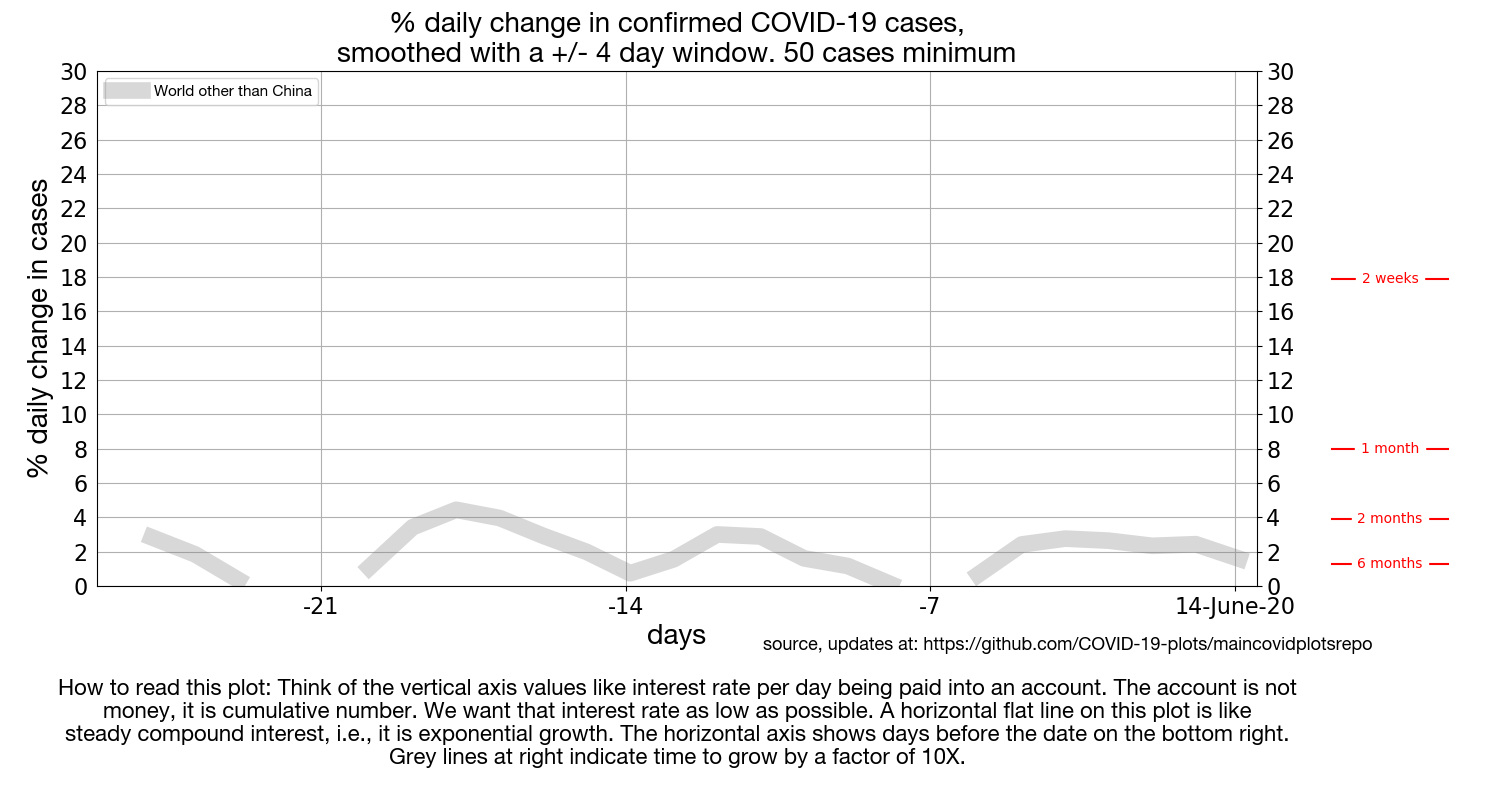 % daily change in confirmed COVID-19 cases,
smoothed with a +/- 4 day window. 50 cases minimum
World other than China
% daily change in cases
30
28
26
24
22
20
18
16
14
12
10
8
6
4
2
0
30
28
26
24
22
20
18
16
14
12
10
8
6
4
2
0
2 weeks
1 month
2 months
6 months
-21
-14
-7
14-June-20
days
source, updates at: https://github.com/COVID-19-plots/maincovidplotsrepo
How to read this plot: Think of the vertical axis values like interest rate per day being paid into an account. The account is not
money, it is cumulative number. We want that interest rate as low as possible. A horizontal flat line on this plot is like
steady compound interest, i.e., it is exponential growth. The horizontal axis shows days before the date on the bottom right.
Grey lines at right indicate time to grow by a factor of 10X.